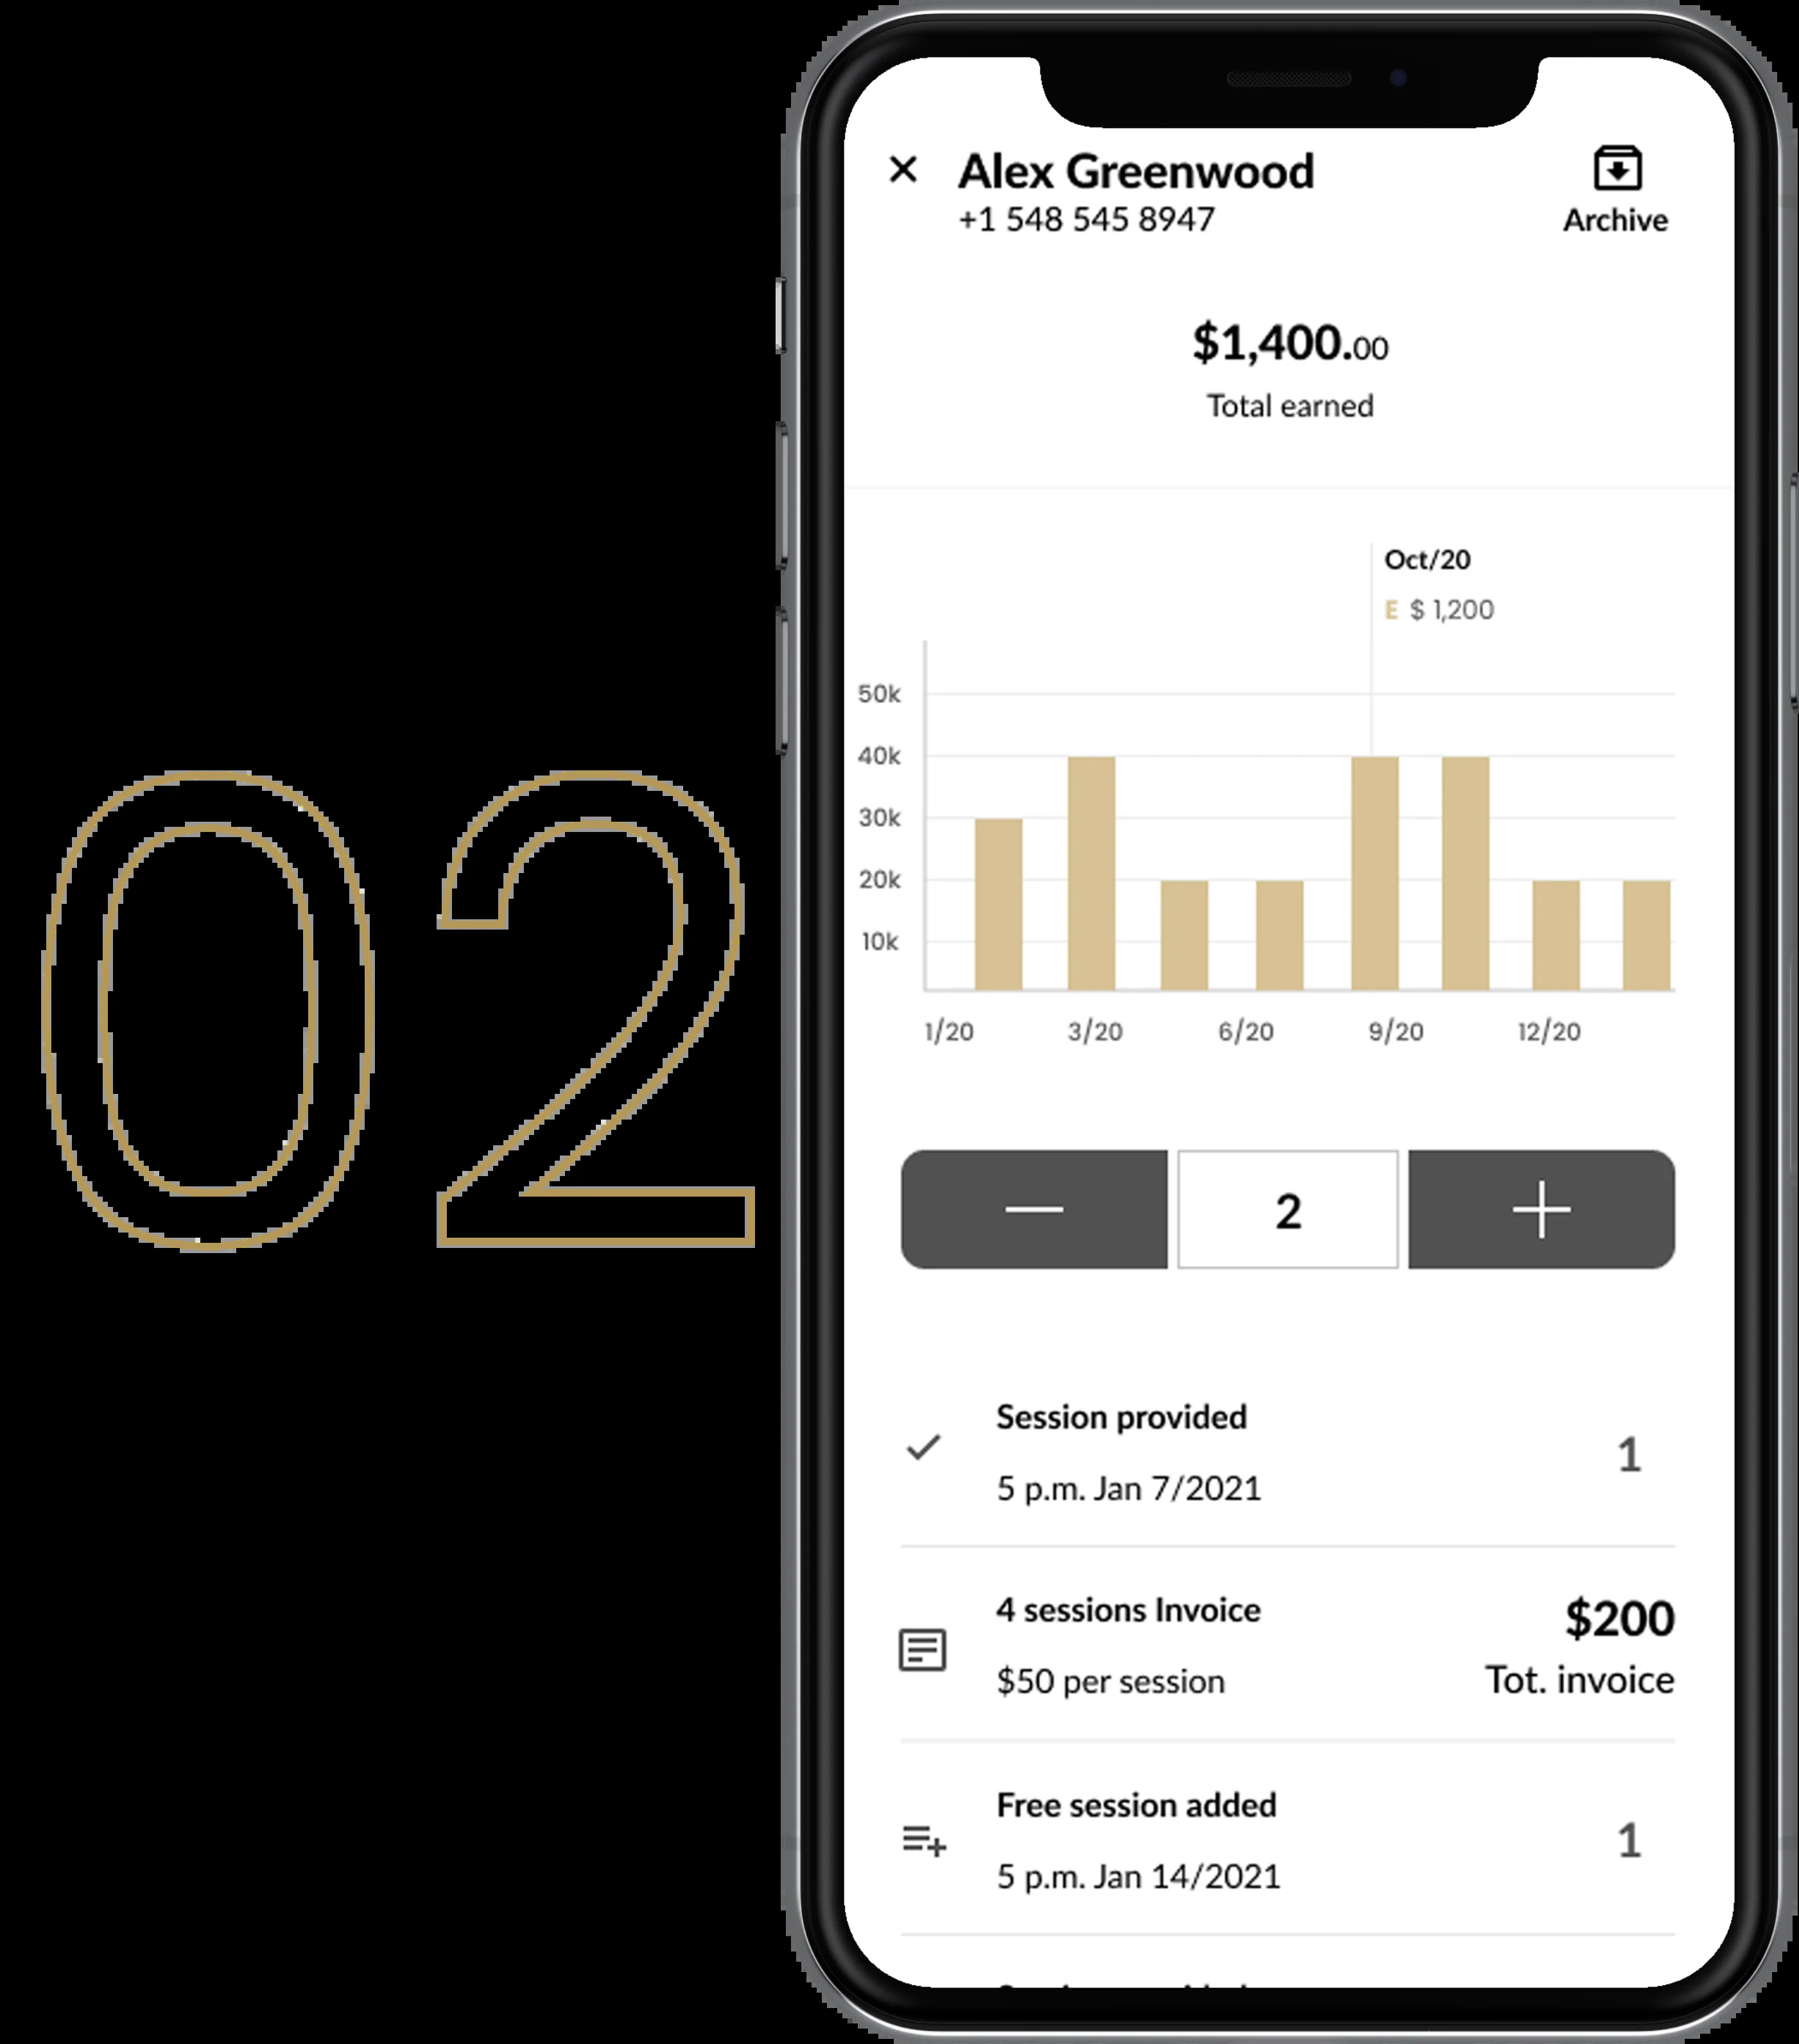 02
Alex Greenwood
+1 548 545 8947
Archive
$1,400.00
Total earned
Oct/20
E $ 1,200
50k
40k
30k
20k
10k
1/20 3/20 6/20 9/20 12/20
2
Session provided
5 p.m. Jan 7/2021
1
4 sessions Invoice
$50 per session
$200
Tot. invoice
Free session added
5 p.m. Jan 14/2021
1